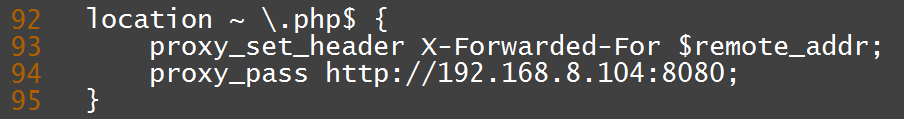 92 location ~ \.php$ {
93 proxy_set_header X-Forwarded-For $remote_addr;
94 proxy_pass http://192.168.8.104:8080;
95 }